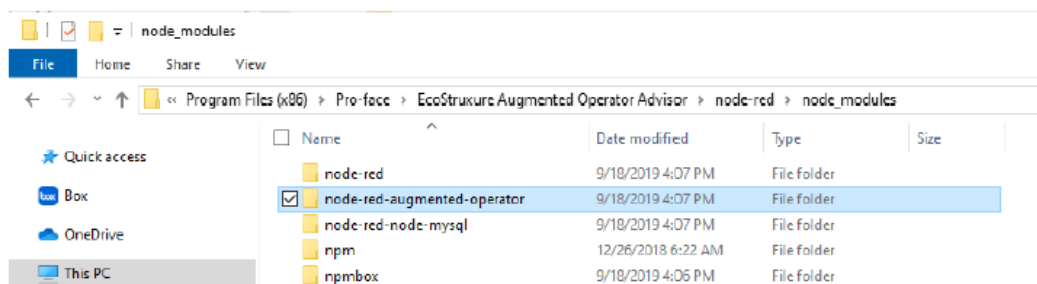 node_modules
File Home Share View
« Program Files (x86) > Pro-face > EcoStruxure Augmented Operator Advisor > node-red > node_modules
Name Date modified Type Size
Quick access
node-red 9/18/2019 4:07 PM File folder
box Box
node-red-augmented-operator 9/18/2019 4:07 PM File folder
node-red-node-mysql 9/18/2019 4:07 PM File folder
OneDrive
npm 12/26/2018 6:22 AM File folder
This PC
npmbox 9/18/2019 4:06 PM File folder